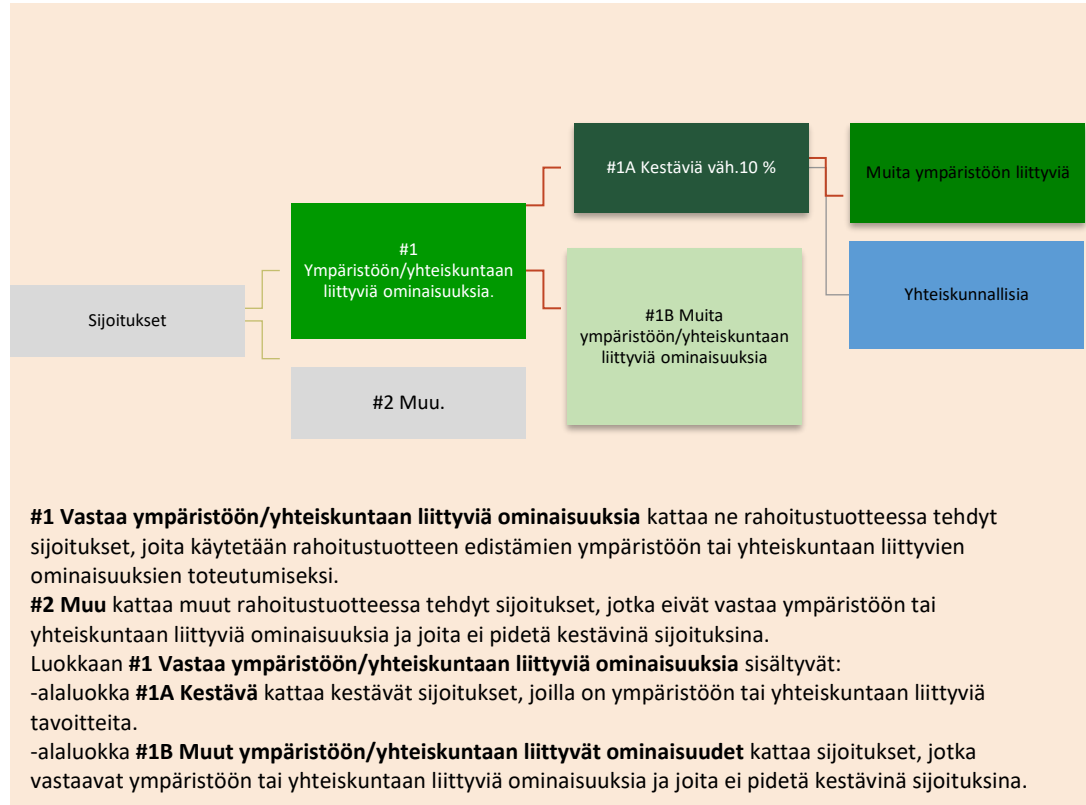 #1A Kestäviä väh.10 %
Muita ympäristöön liittyviä
#1
Ympäristöön/yhteiskuntaan
liittyviä ominaisuuksia.
Yhteiskunnallisia
Sijoitukset
#1B Muita
ympäristöön/yhteiskuntaan
liittyviä ominaisuuksia
#2 Muu.
#1 Vastaa ympäristöön/yhteiskuntaan liittyviä ominaisuuksia kattaa ne rahoitustuotteessa tehdyt
sijoitukset, joita käytetään rahoitustuotteen edistämien ympäristöön tai yhteiskuntaan liittyvien
ominaisuuksien toteutumiseksi.
#2 Muu kattaa muut rahoitustuotteessa tehdyt sijoitukset, jotka eivät vastaa ympäristöön tai
yhteiskuntaan liittyviä ominaisuuksia ja joita ei pidetä kestävinä sijoituksina.
Luokkaan #1 Vastaa ympäristöön/yhteiskuntaan liittyviä ominaisuuksia sisältyvät:
-alaluokka #1A Kestävä kattaa kestävät sijoitukset, joilla on ympäristöön tai yhteiskuntaan liittyviä
tavoitteita.
-alaluokka #1B Muut ympäristöön/yhteiskuntaan liittyvät ominaisuudet kattaa sijoitukset, jotka
vastaavat ympäristöön tai yhteiskuntaan liittyviä ominaisuuksia ja joita ei pidetä kestävinä sijoituksina.